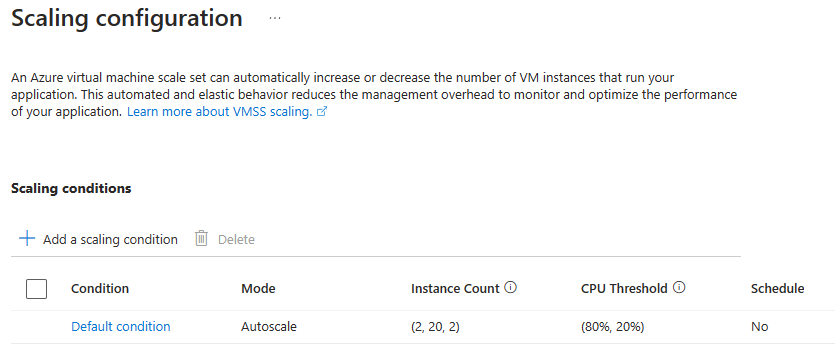 Scaling configuration ...
An Azure virtual machine scale set can automatically increase or decrease the number of VM instances that run your
application. This automated and elastic behavior reduces the management overhead to monitor and optimize the performance
of your application. Learn more about VMSS scaling.
Scaling conditions
Add a scaling condition Delete
Condition Mode Instance Count CPU Threshold Schedule
Default condition Autoscale (2, 20, 2) (80%, 20%) No